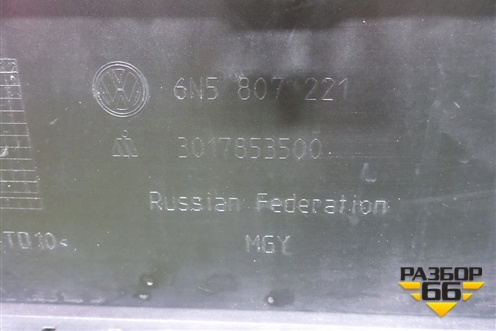 6N5 807 221
3017853500
L
Russian Federation
TD10<
MGY
РАЗБОР
66